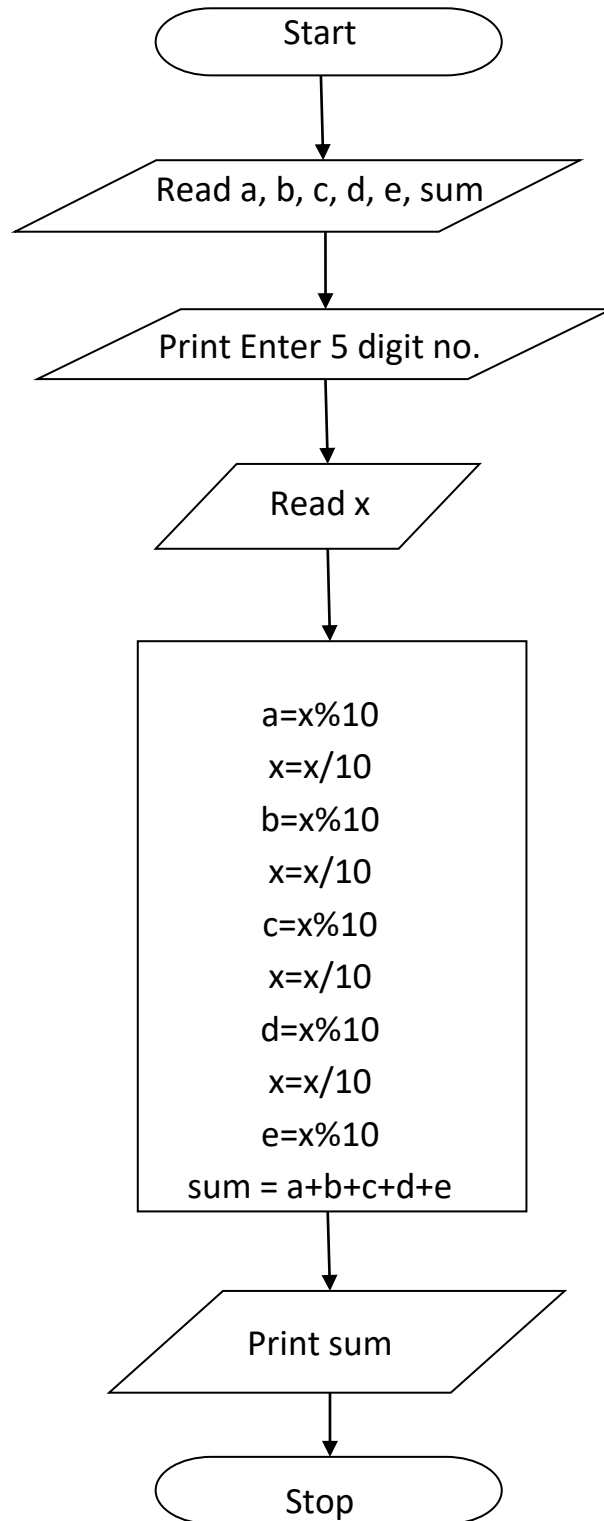 Start
Read a, b, c, d, e, sum
Print Enter 5 digit no.
Read x
a=x%10
x=x/10
b=x%10
x=x/10
c=x%10
x=x/10
d=x%10
x=x/10
e=x%10
sum = a+b+c+d+e
Print sum
Stop